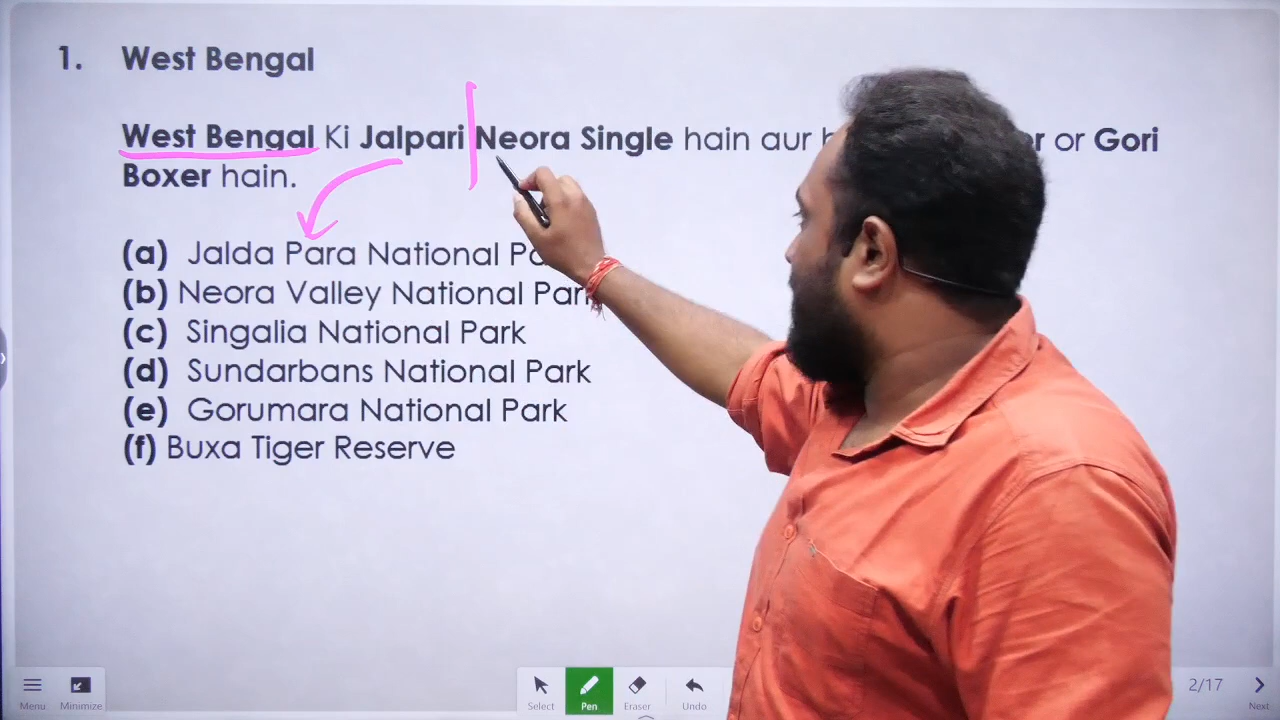 1. West Bengal
West Bengal Ki Jalpari Neora Single hain aur or Gori
Boxer hain.
(a) Jalda Para National
(b) Neora Valley National Park
(c) Singalia National Park
(d) Sundarbans National Park
(e) Gorumara National Park
(f) Buxa Tiger Reserve
Menu Minimize Select Pen Eraser Undo 2/17 Next